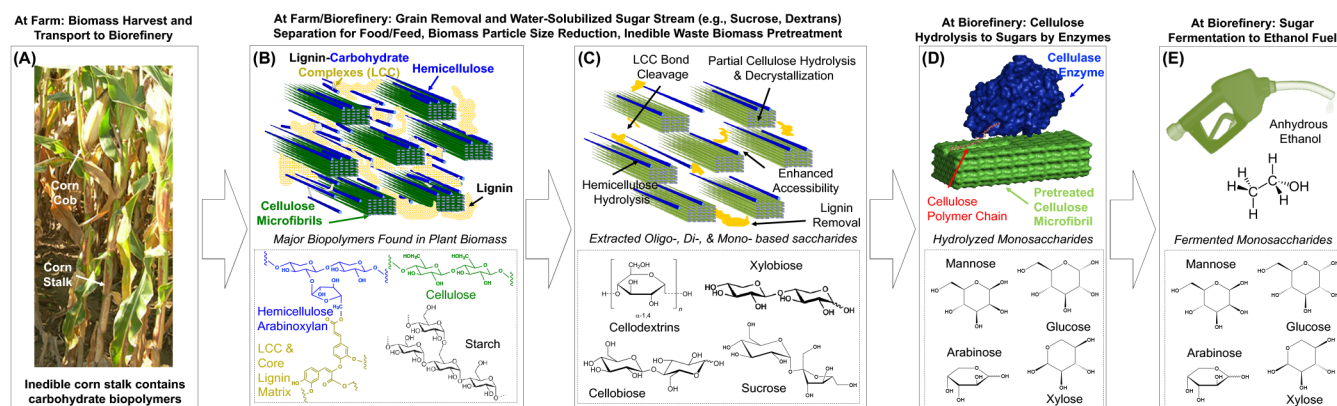 At Farm: Biomass Harvest and
Transport to Biorefinery
At Farm/Biorefinery: Grain Removal and Water-Solubilized Sugar Stream (e.g., Sucrose, Dextrans)
Separation for Food/Feed, Biomass Particle Size Reduction, Inedible Waste Biomass Pretreatment
At Biorefinery: Cellulose
Hydrolysis to Sugars by Enzymes
At Biorefinery: Sugar
Fermentation to Ethanol Fuel
(A)
Corn
Cob
Corn
Stalk
Inedible corn stalk contains
carbohydrate biopolymers
(B)
Lignin-Carbohydrate
Complexes (LCC)
Hemicellulose
Lignin
Cellulose
Microfibrils
Major Biopolymers Found in Plant Biomass
Hemicellulose
Arabinoxylan
Cellulose
LCC &
Core
Lignin
Matrix
Starch
(C)
LCC Bond
Cleavage
Partial Cellulose Hydrolysis
& Decrystallization
Hemicellulose
Hydrolysis
Enhanced
Accessibility
Lignin
Removal
Extracted Oligo-, Di-, & Mono- based saccharides
α-1,4
Cellodextrins
Xylobiose
Cellobiose
Sucrose
(D)
Cellulase
Enzyme
Cellulose
Polymer Chain
Pretreated
Cellulose
Microfibril
Hydrolyzed Monosaccharides
Mannose
Glucose
Arabinose
Xylose
(E)
Anhydrous
Ethanol
Fermented Monosaccharides
Mannose
Glucose
Arabinose
Xylose